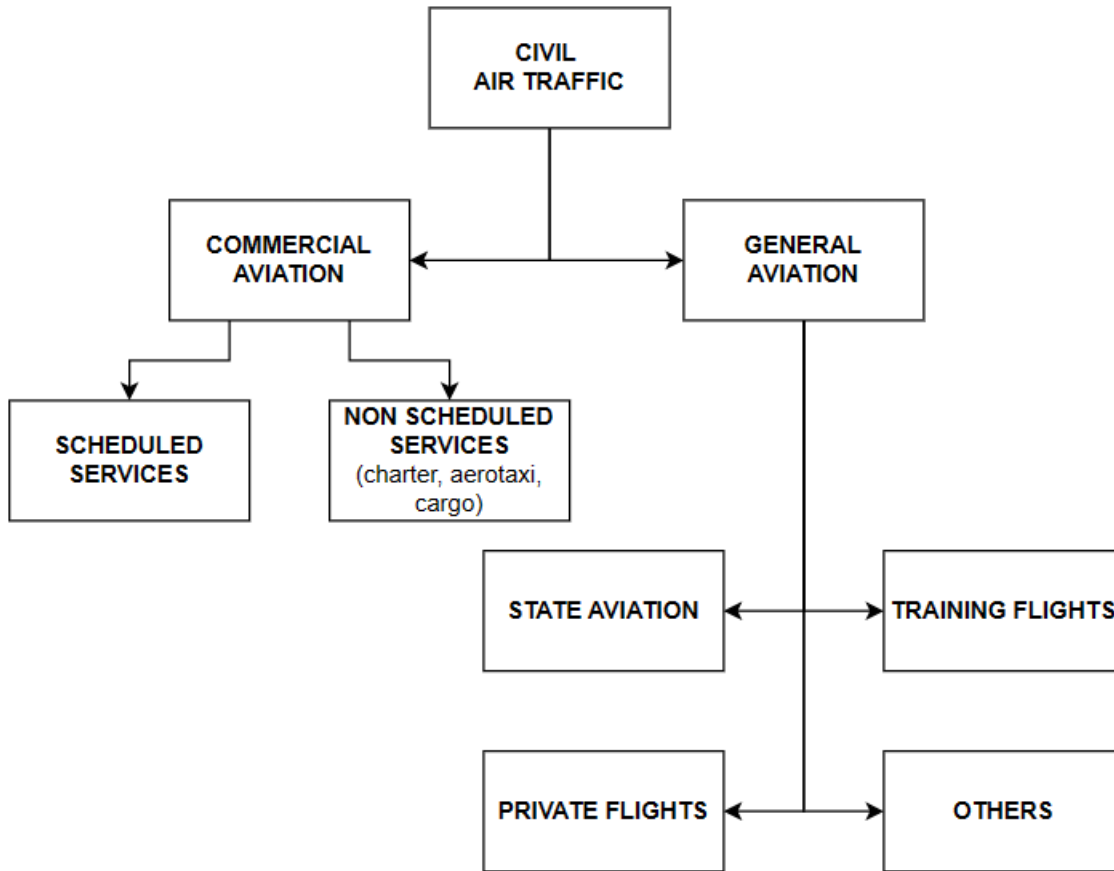 CIVIL
AIR TRAFFIC
COMMERCIAL
AVIATION
GENERAL
AVIATION
SCHEDULED
SERVICES
NON SCHEDULED
SERVICES
(charter, aerotaxi,
cargo)
STATE AVIATION
TRAINING FLIGHTS
PRIVATE FLIGHTS
OTHERS